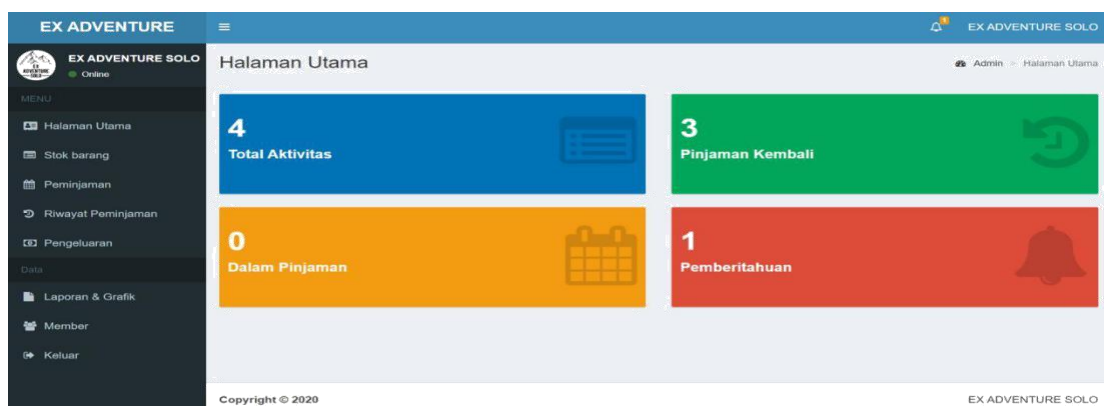 EX ADVENTURE
1
EX ADVENTURE SOLO
EX ADVENTURE SOLO
Online
Halaman Utama
Admin > Halaman Utama
MENU
Halaman Utama
Stok barang
Peminjaman
Riwayat Peminjaman
Pengeluaran
Data
Laporan & Grafik
Member
Keluar
4
Total Aktivitas
3
Pinjaman Kembali
0
Dalam Pinjaman
1
Pemberitahuan
Copyright © 2020
EX ADVENTURE SOLO